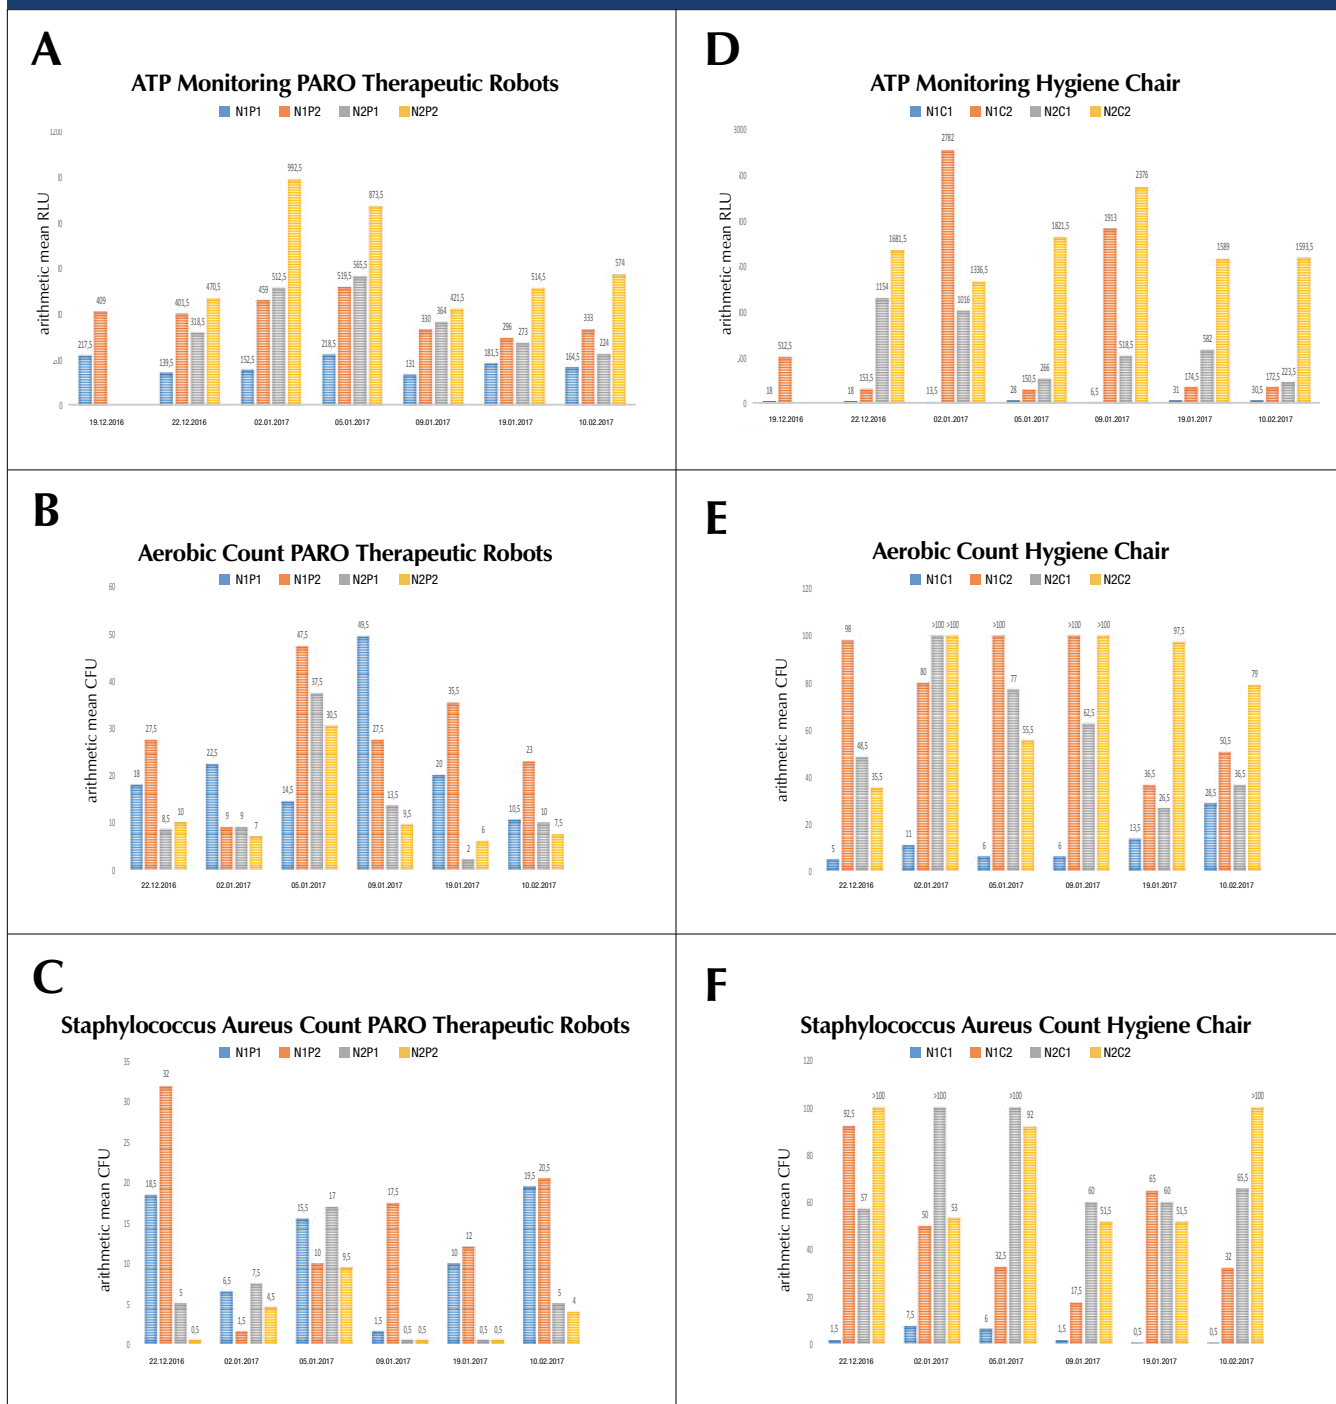 A
ATP Monitoring PARO Therapeutic Robots
N1P1 N1P2 N2P1 N2P2
arithmetic mean RLU
1200
0
217,5 409
139,5 401,5 318,5 470,5
152,5 459 512,5 992,5
218,5 519,5 565,5 873,5
131 330 364 421,5
181,5 296 273 514,5
164,5 333 224 574
19.12.2016 22.12.2016 02.01.2017 05.01.2017 09.01.2017 19.01.2017 10.02.2017
D
ATP Monitoring Hygiene Chair
N1C1 N1C2 N2C1 N2C2
arithmetic mean RLU
3000
0
18 512,5
18 153,5 1154 1681,5
13,5 2782 1016 1336,5
28 150,5 266 1821,5
6,5 1913 518,5 2376
31 174,5 582 1589
30,5 172,5 223,5 1593,5
19.12.2016 22.12.2016 02.01.2017 05.01.2017 09.01.2017 19.01.2017 10.02.2017
B
Aerobic Count PARO Therapeutic Robots
N1P1 N1P2 N2P1 N2P2
arithmetic mean CFU
60
50
40
30
20
10
0
18 27,5 8,5 10
22,5 9 9 7
14,5 47,5 37,5 30,5
49,5 27,5 13,5 9,5
20 35,5 2 6
10,5 23 10 7,5
22.12.2016 02.01.2017 05.01.2017 09.01.2017 19.01.2017 10.02.2017
E
Aerobic Count Hygiene Chair
N1C1 N1C2 N2C1 N2C2
arithmetic mean CFU
120
100
80
60
40
20
0
5 98 48,5 35,5
11 80 >100 >100
6 >100 77 55,5
6 >100 62,5 >100
13,5 36,5 26,5 97,5
28,5 50,5 36,5 79
22.12.2016 02.01.2017 05.01.2017 09.01.2017 19.01.2017 10.02.2017
C
Staphylococcus Aureus Count PARO Therapeutic Robots
N1P1 N1P2 N2P1 N2P2
arithmetic mean CFU
35
30
25
20
15
10
5
0
18,5 32 5 0,5
6,5 1,5 7,5 4,5
15,5 10 17 9,5
1,5 17,5 0,5 0,5
10 12 0,5 0,5
19,5 20,5 5 4
22.12.2016 02.01.2017 05.01.2017 09.01.2017 19.01.2017 10.02.2017
F
Staphylococcus Aureus Count Hygiene Chair
N1C1 N1C2 N2C1 N2C2
arithmetic mean CFU
120
100
80
60
40
20
0
1,5 92,5 57 >100
7,5 50 >100 53
6 32,5 >100 92
1,5 17,5 60 51,5
0,5 65 60 51,5
0,5 32 65,5 >100
22.12.2016 02.01.2017 05.01.2017 09.01.2017 19.01.2017 10.02.2017